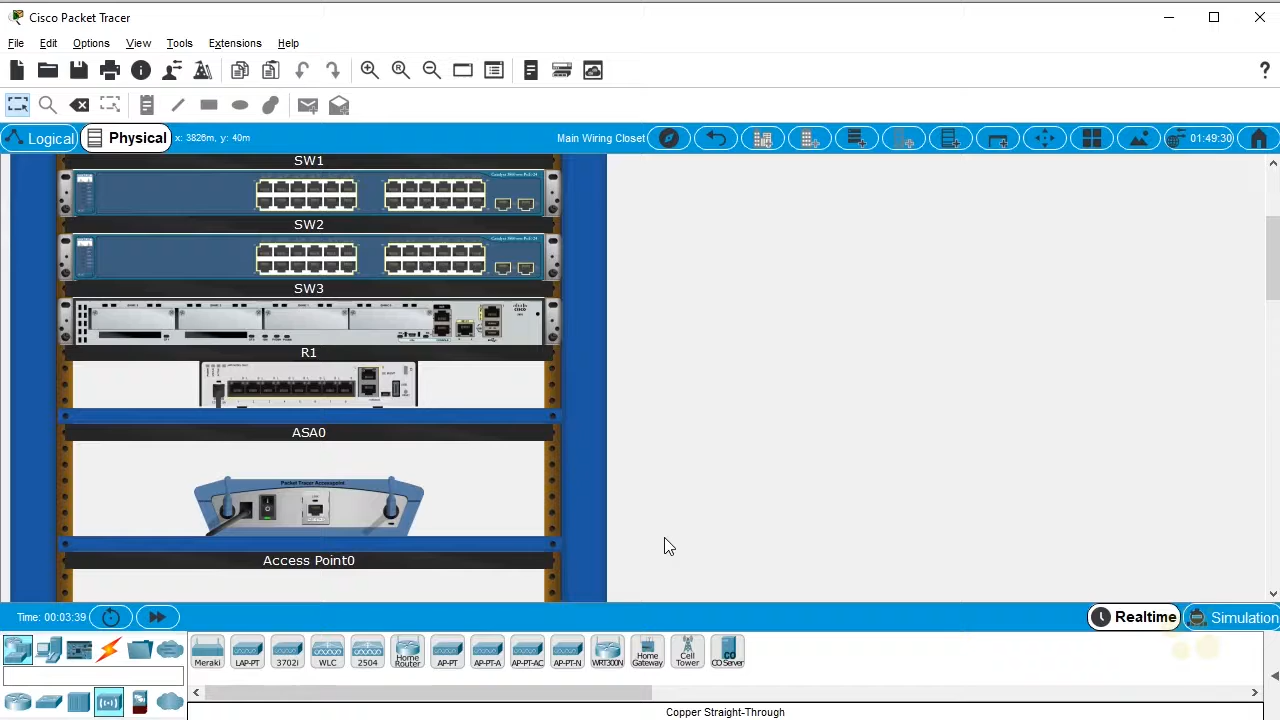 Cisco Packet Tracer
File Edit Options View Tools Extensions Help
Logical Physical x: 3826m, y: 40m Main Wiring Closet 01:49:30
SW1
SW2
SW3
R1
ASA0
Packet Tracer Accesspoint
Access Point0
Time: 00:03:39 Realtime Simulation
Meraki LAP-PT 3702i WLC 2504 Home Router AP-PT AP-PT-A AP-PT-AC AP-PT-N WRT300N Home Gateway Cell Tower CO Server
Copper Straight-Through